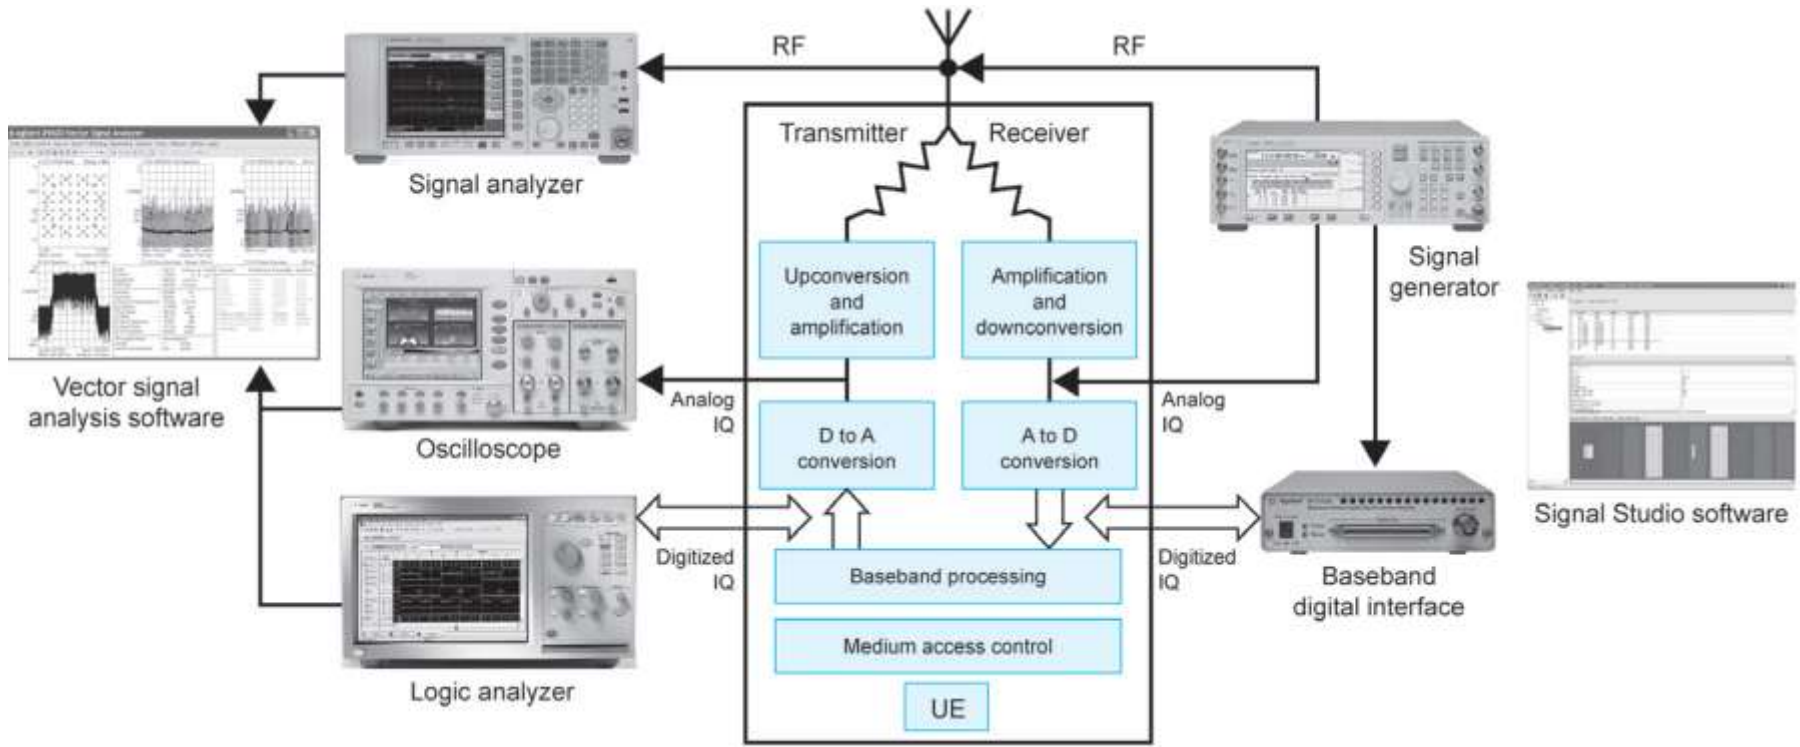 RF
RF
Transmitter
Receiver
Signal analyzer
Upconversion
and
amplification
Amplification
and
downconversion
Signal
generator
Vector signal
analysis software
Analog
IQ
Analog
IQ
Oscilloscope
D to A
conversion
A to D
conversion
Signal Studio software
Digitized
IQ
Digitized
IQ
Baseband processing
Baseband
digital interface
Medium access control
Logic analyzer
UE